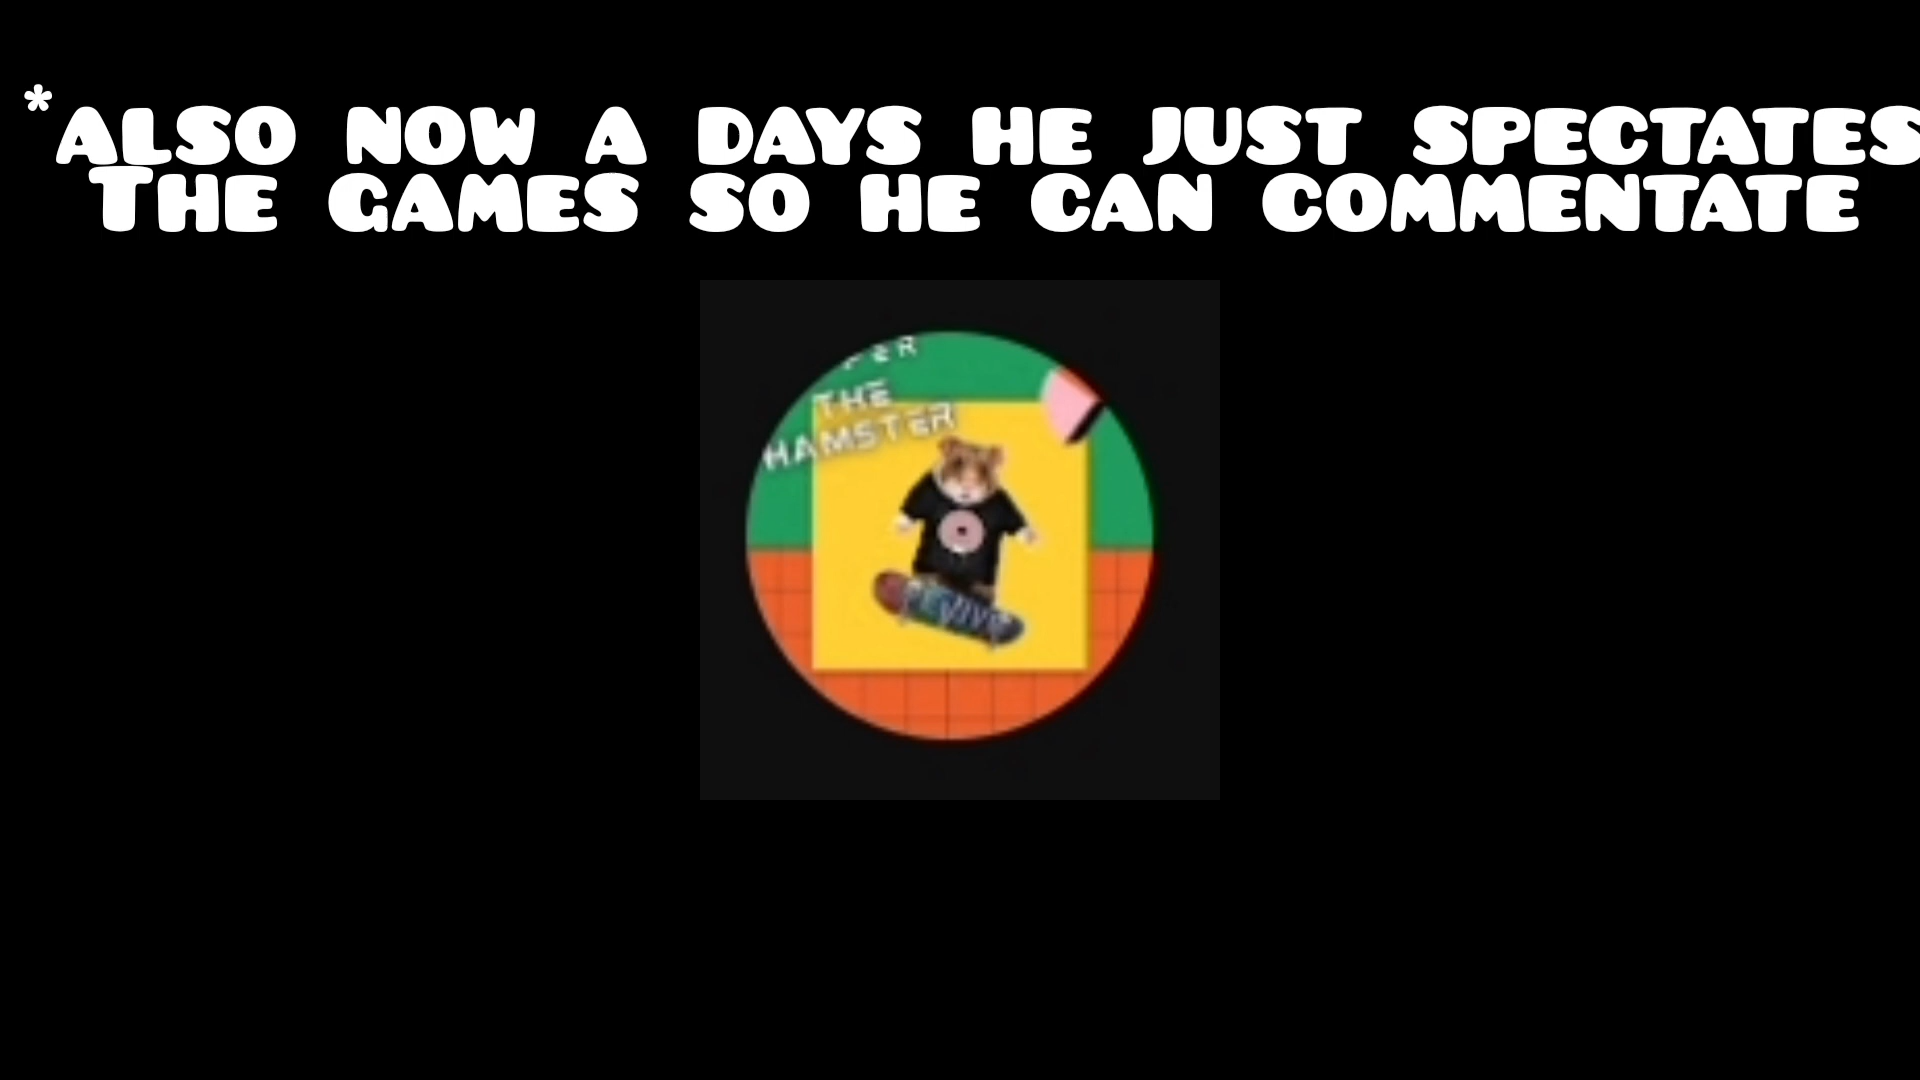 *ALSO NOW A DAYS HE JUST SPECTATES
THE GAMES SO HE CAN COMMENTATE
THE
HAMSTER